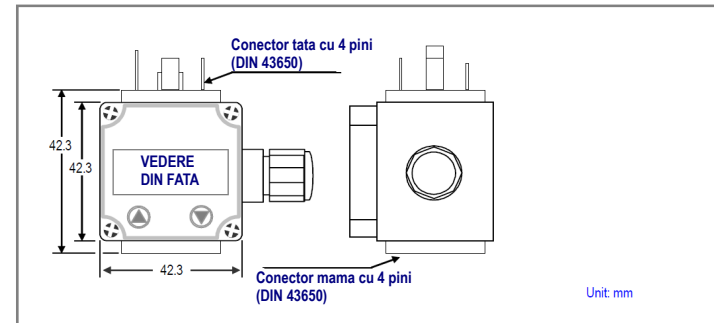 Conector tata cu 4 pini
(DIN 43650)
42.3
42.3
VEDERE
DIN FATA
42.3
Conector mama cu 4 pini
(DIN 43650)
Unit: mm